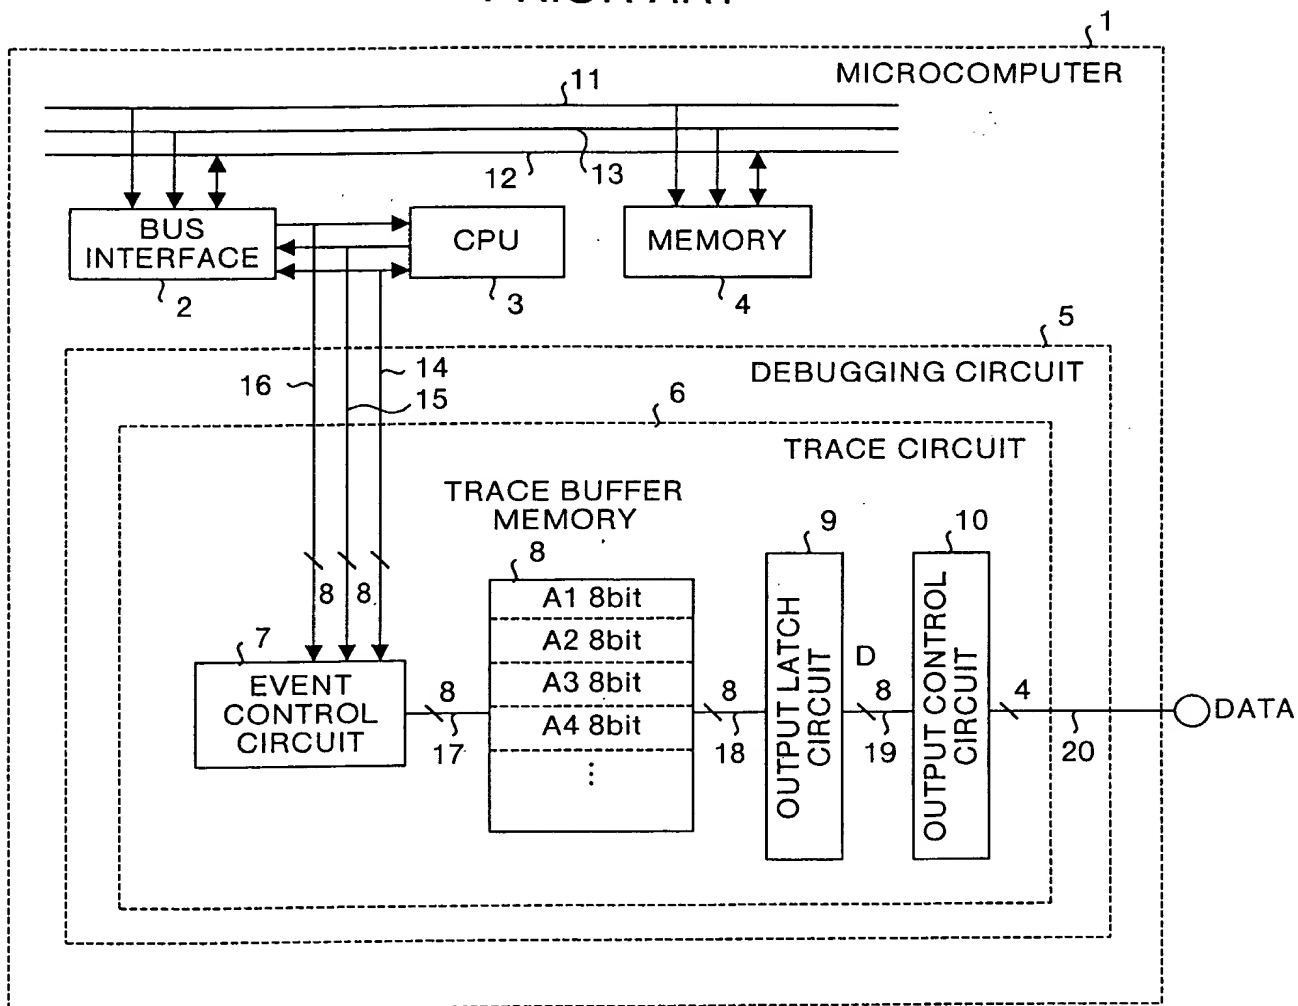 PRIOR ART
1
MICROCOMPUTER
11
12
13
BUS
INTERFACE
2
CPU
3
MEMORY
4
5
DEBUGGING CIRCUIT
16
14
15
6
TRACE CIRCUIT
TRACE BUFFER
MEMORY
8
8
8
7
EVENT
CONTROL
CIRCUIT
8
17
A1 8bit
A2 8bit
A3 8bit
A4 8bit
⋮
8
18
9
OUTPUT LATCH
CIRCUIT
D
8
19
10
OUTPUT CONTROL
CIRCUIT
4
20
DATA